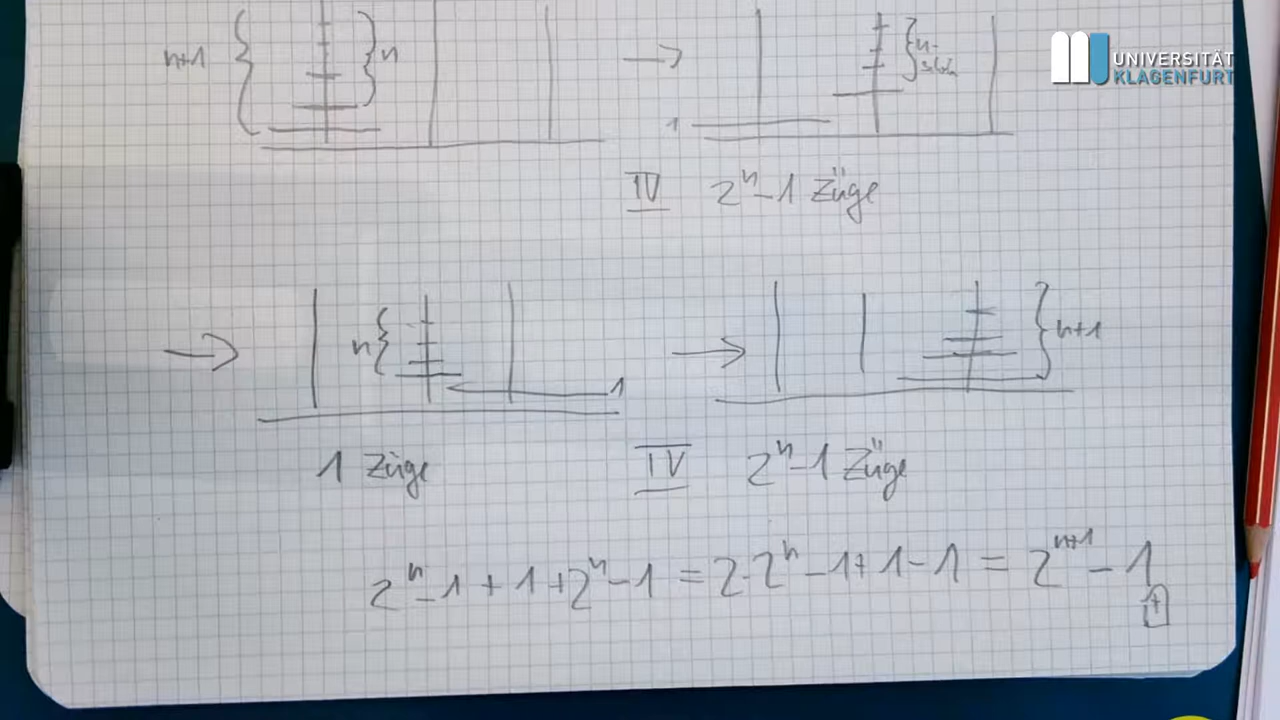 n+1 n → n-
1
IV 2ⁿ-1 Züge
→ n 1 → n+1
1 Züge IV 2ⁿ-1 Züge
2ⁿ-1+1+2ⁿ-1 = 2·2ⁿ-1+1-1 = 2ⁿ⁺¹-1
UNIVERSITÄT
KLAGENFURT